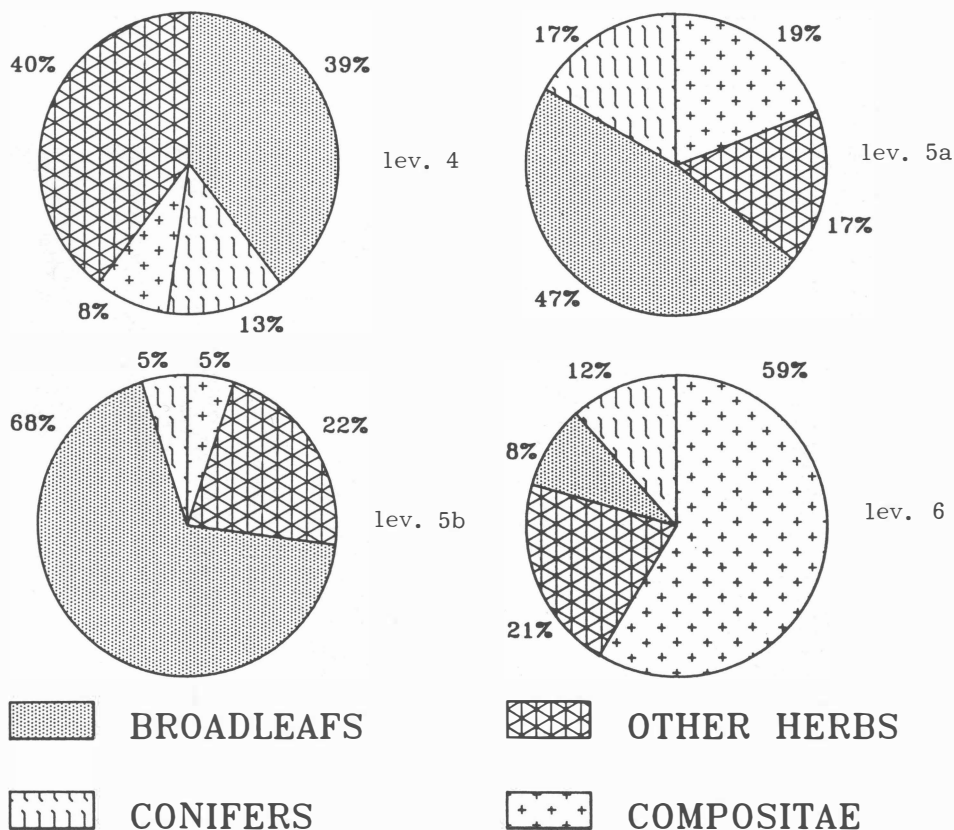 40%
39%
lev. 4
8%
13%
17%
19%
lev. 5a
17%
47%
5%
5%
68%
22%
lev. 5b
12%
59%
8%
lev. 6
21%
BROADLEAFS
OTHER HERBS
CONIFERS
COMPOSITAE